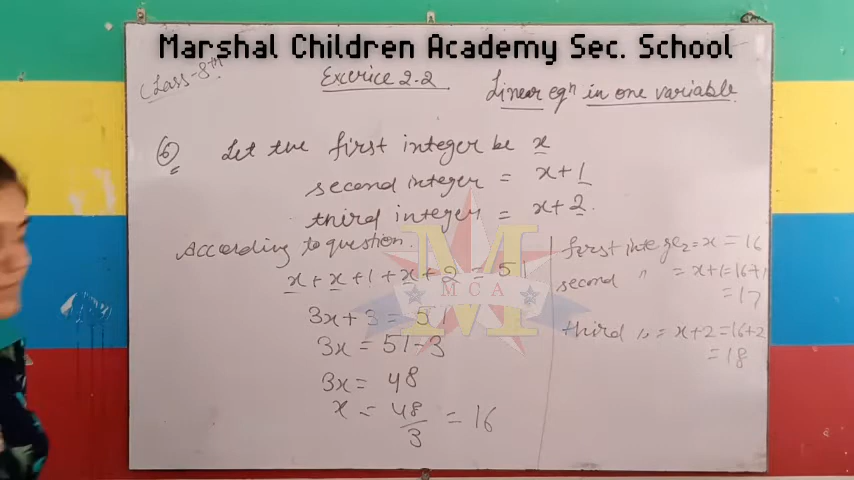 Marshal Children Academy Sec. School
Class-8th
Excerice 2.2
Linear eqn in one variable
6 Let the first integer be x
second integer = x+1
third integer = x+2.
According to question.
x + x + 1 + x + 2 = 51
3x + 3 = 51
3x = 51-3
3x = 48
x = 48/3 = 16
first integer = x = 16
second " = x+1=16+1
= 17
third " = x+2=16+2
= 18
M C A